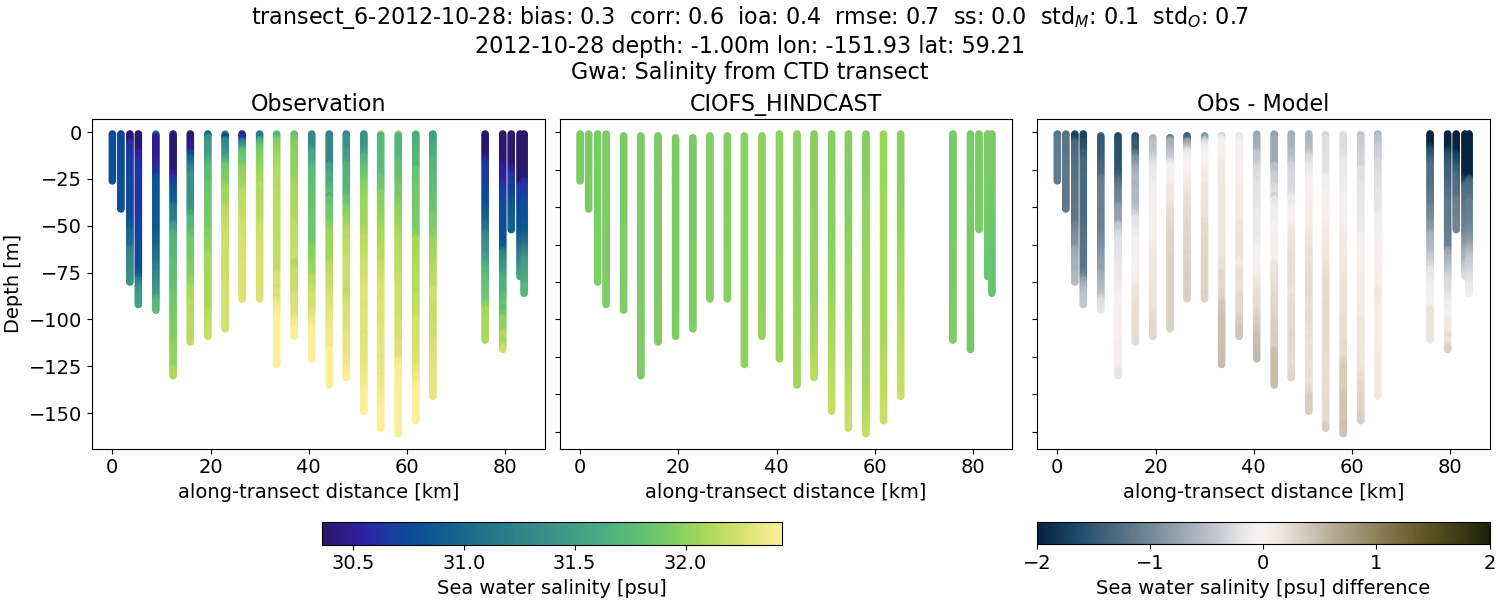 transect_6-2012-10-28: bias: 0.3 corr: 0.6 ioa: 0.4 rmse: 0.7 ss: 0.0 std_M: 0.1 std_O: 0.7
2012-10-28 depth: -1.00m lon: -151.93 lat: 59.21
Gwa: Salinity from CTD transect
Observation
CIOFS_HINDCAST
Obs - Model
Depth [m]
0
−25
−50
−75
−100
−125
−150
0 20 40 60 80
0 20 40 60 80
0 20 40 60 80
along-transect distance [km]
along-transect distance [km]
along-transect distance [km]
30.5 31.0 31.5 32.0
Sea water salinity [psu]
−2 −1 0 1 2
Sea water salinity [psu] difference